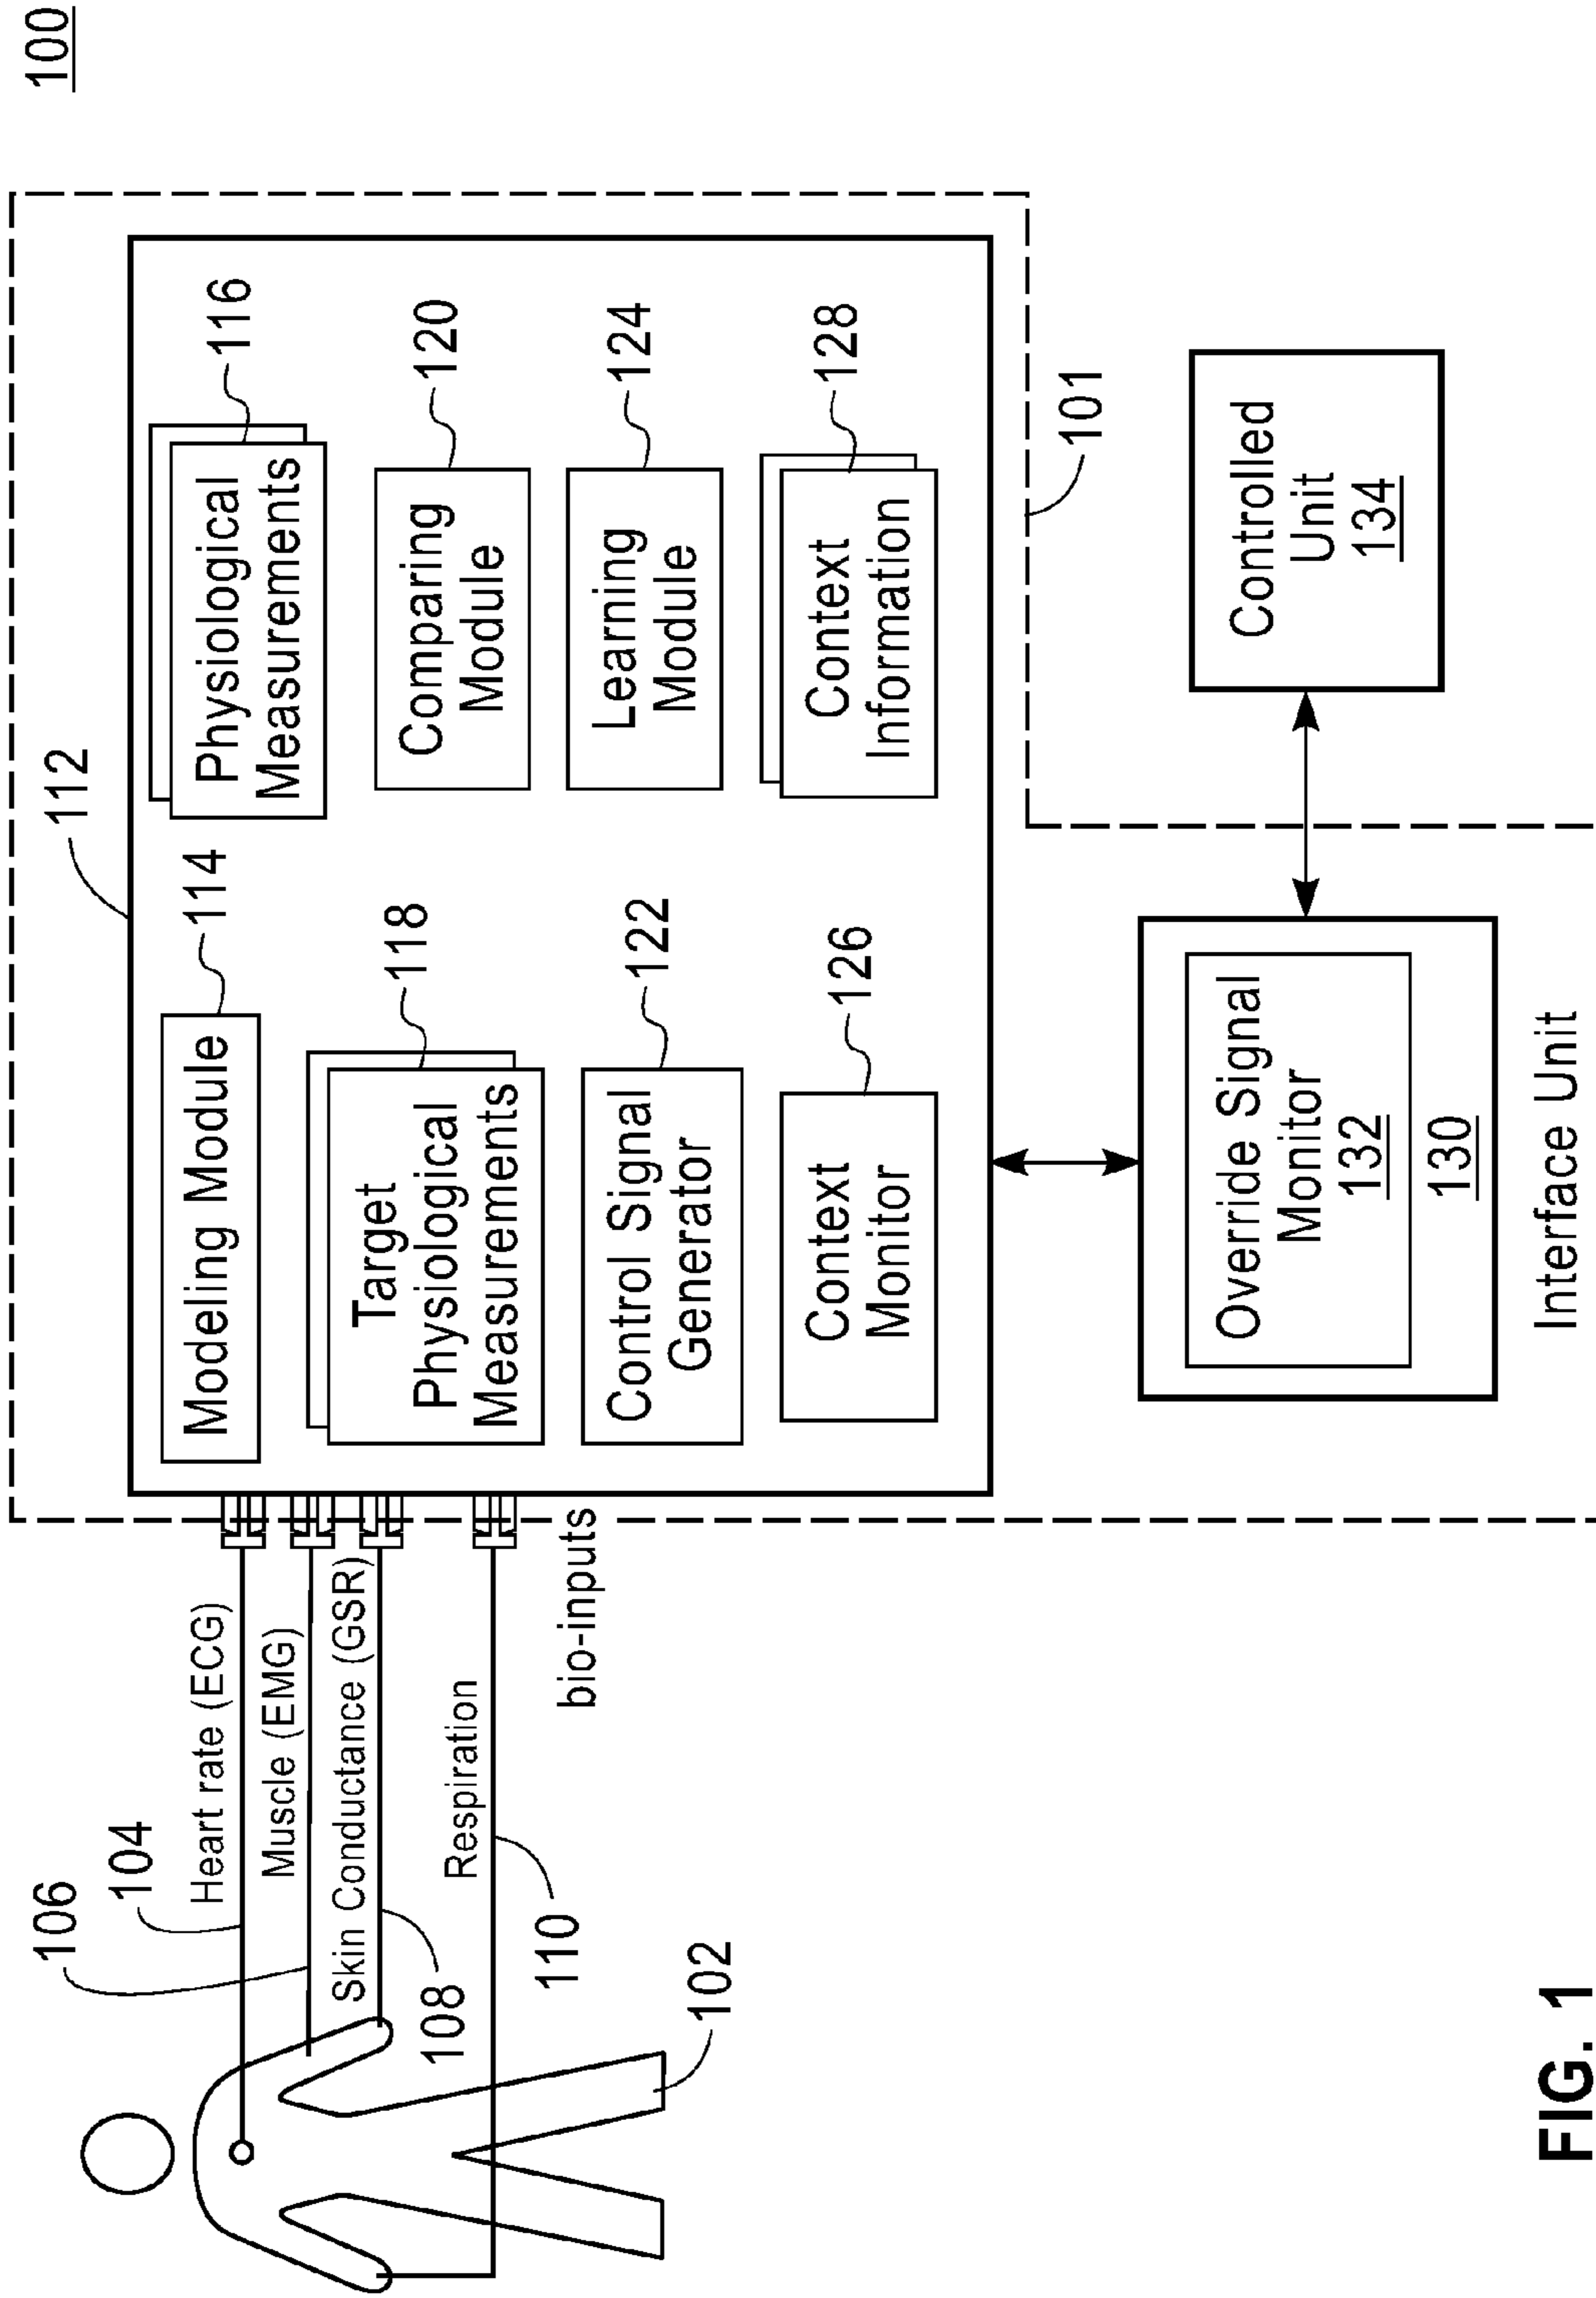 100
112
Modeling Module
114
Physiological
Measurements
116
Target
Physiological
Measurements
118
Comparing
Module
120
Control Signal
Generator
122
Learning
Module
124
Context
Monitor
126
Context
Information
128
106
104
Heart rate (ECG)
Muscle (EMG)
Skin Conductance (GSR)
108
Respiration
110
bio-inputs
102
101
Override Signal
Monitor
132
130
Interface Unit
Controlled
Unit
134
FIG. 1